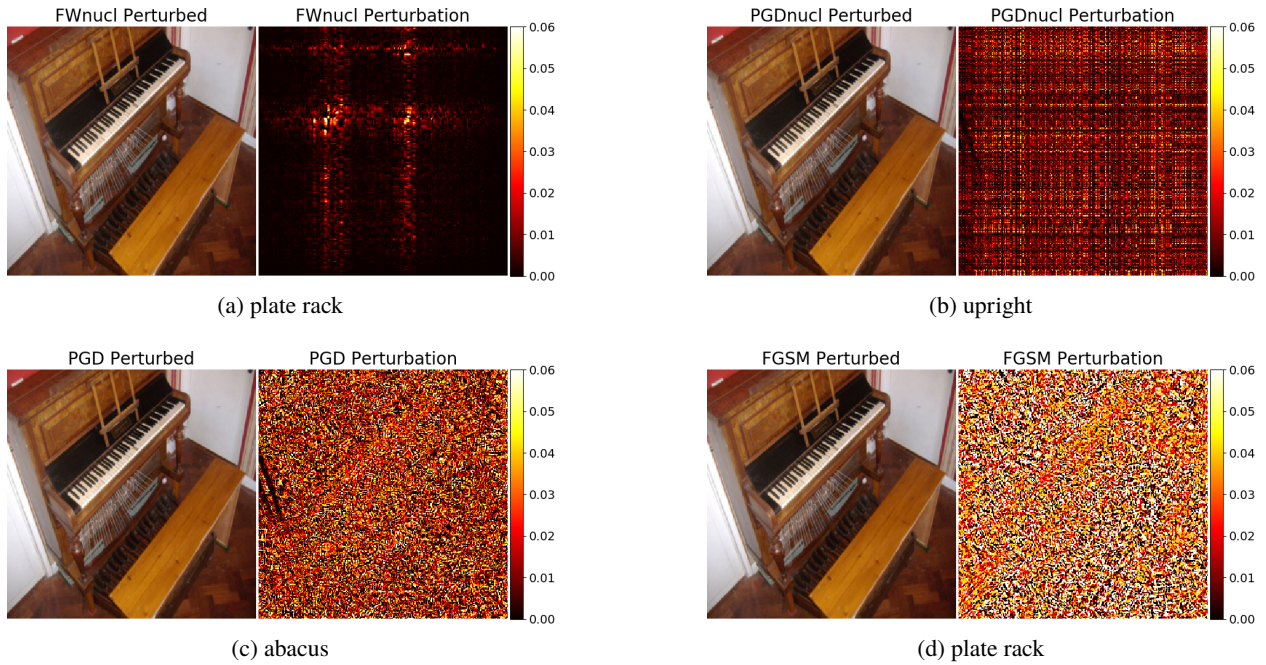 FWnucl Perturbed
FWnucl Perturbation
0.06
0.05
0.04
0.03
0.02
0.01
0.00
(a) plate rack
PGDnucl Perturbed
PGDnucl Perturbation
0.06
0.05
0.04
0.03
0.02
0.01
0.00
(b) upright
PGD Perturbed
PGD Perturbation
0.06
0.05
0.04
0.03
0.02
0.01
0.00
(c) abacus
FGSM Perturbed
FGSM Perturbation
0.06
0.05
0.04
0.03
0.02
0.01
0.00
(d) plate rack